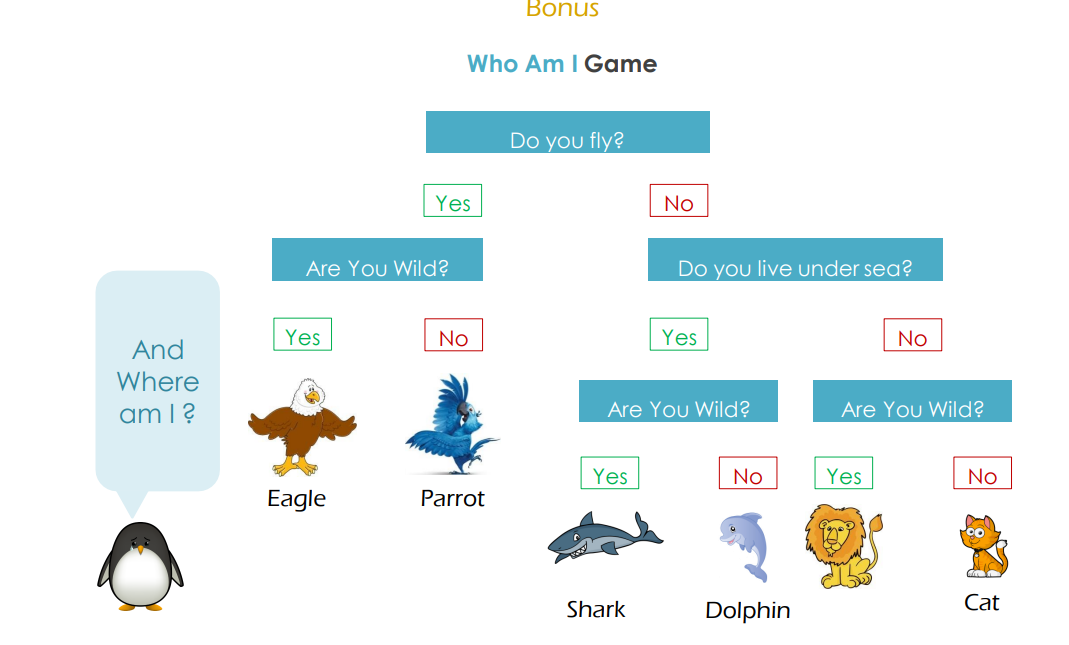 Bonus
Who Am I Game
Do you fly?
Yes
No
Are You Wild?
Do you live under sea?
Yes
No
Yes
No
And
Where
am I ?
Are You Wild?
Are You Wild?
Yes
No
Yes
No
Eagle
Parrot
Shark
Dolphin
Cat